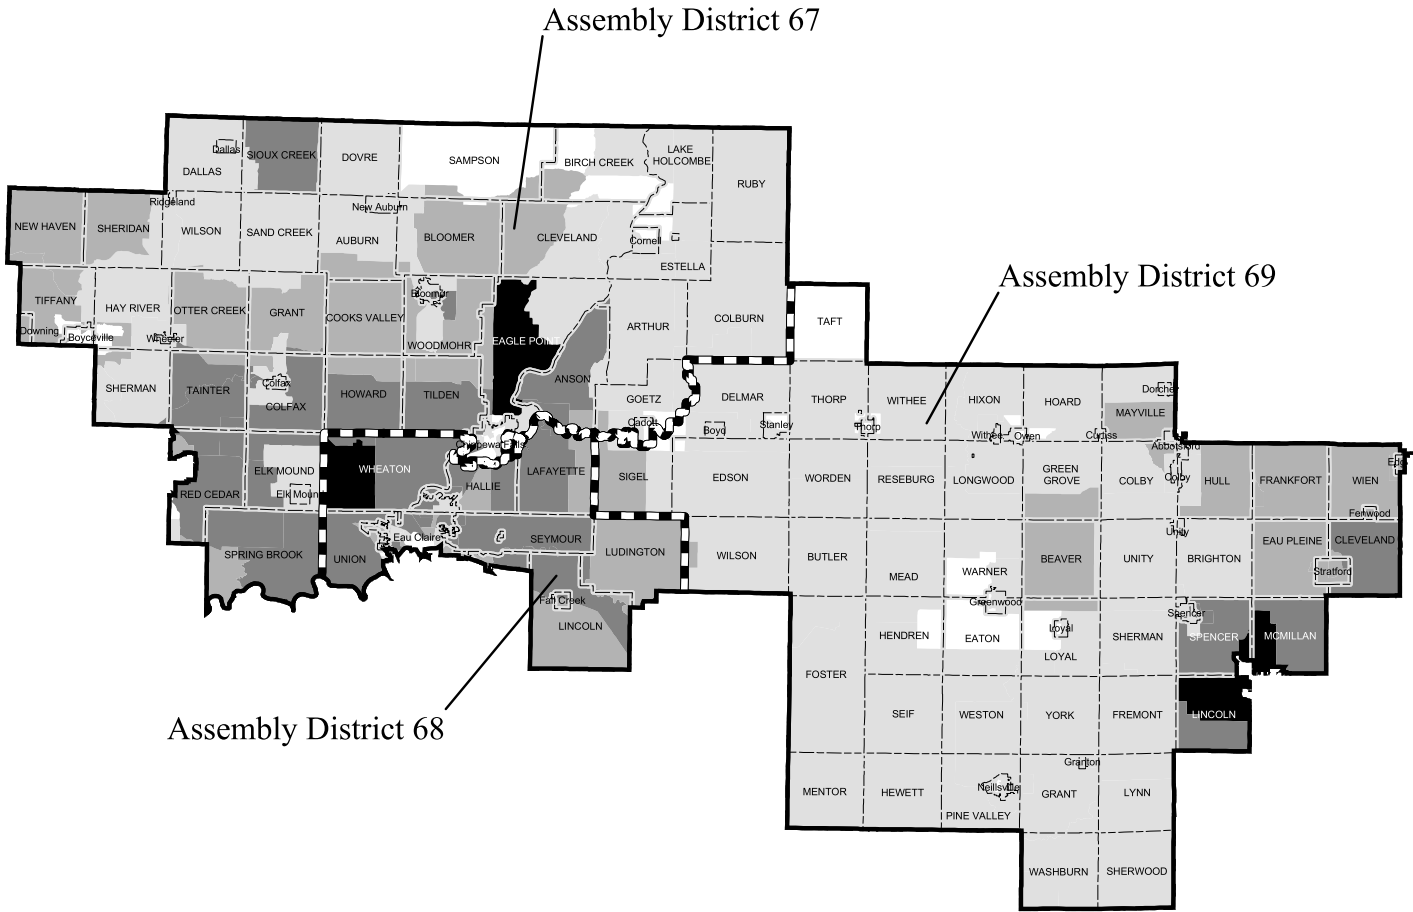 Assembly District 67
Dallas
SIOUX CREEK
DOVRE
SAMPSON
BIRCH CREEK
LAKE
HOLCOMBE
DALLAS
RUBY
Ridgeland
New Auburn
NEW HAVEN
SHERIDAN
WILSON
SAND CREEK
AUBURN
BLOOMER
CLEVELAND
Cornell
ESTELLA
Assembly District 69
TIFFANY
HAY RIVER
OTTER CREEK
GRANT
COOKS VALLEY
Bloomer
Downing
Boyceville
Wheeler
WOODMOHR
EAGLE POINT
ARTHUR
COLBURN
TAFT
SHERMAN
TAINTER
Colfax
COLFAX
HOWARD
TILDEN
ANSON
GOETZ
DELMAR
THORP
WITHEE
HIXON
HOARD
Dorchester
MAYVILLE
Chippewa Falls
Cadott
Boyd
Stanley
Thorp
Withee
Owen
Curtiss
Abbotsford
ELK MOUND
WHEATON
LAFAYETTE
SIGEL
EDSON
WORDEN
RESEBURG
LONGWOOD
GREEN
GROVE
COLBY
Colby
HULL
FRANKFORT
WIEN
RED CEDAR
Elk Mound
HALLIE
Fenwood
SPRING BROOK
UNION
Eau Claire
SEYMOUR
LUDINGTON
WILSON
BUTLER
MEAD
WARNER
BEAVER
UNITY
Unity
BRIGHTON
EAU PLEINE
CLEVELAND
Stratford
Fall Creek
LINCOLN
Greenwood
HENDREN
EATON
Loyal
LOYAL
SHERMAN
Spencer
SPENCER
MCMILLAN
FOSTER
Assembly District 68
SEIF
WESTON
YORK
FREMONT
LINCOLN
Granton
MENTOR
HEWETT
Neillsville
PINE VALLEY
GRANT
LYNN
WASHBURN
SHERWOOD